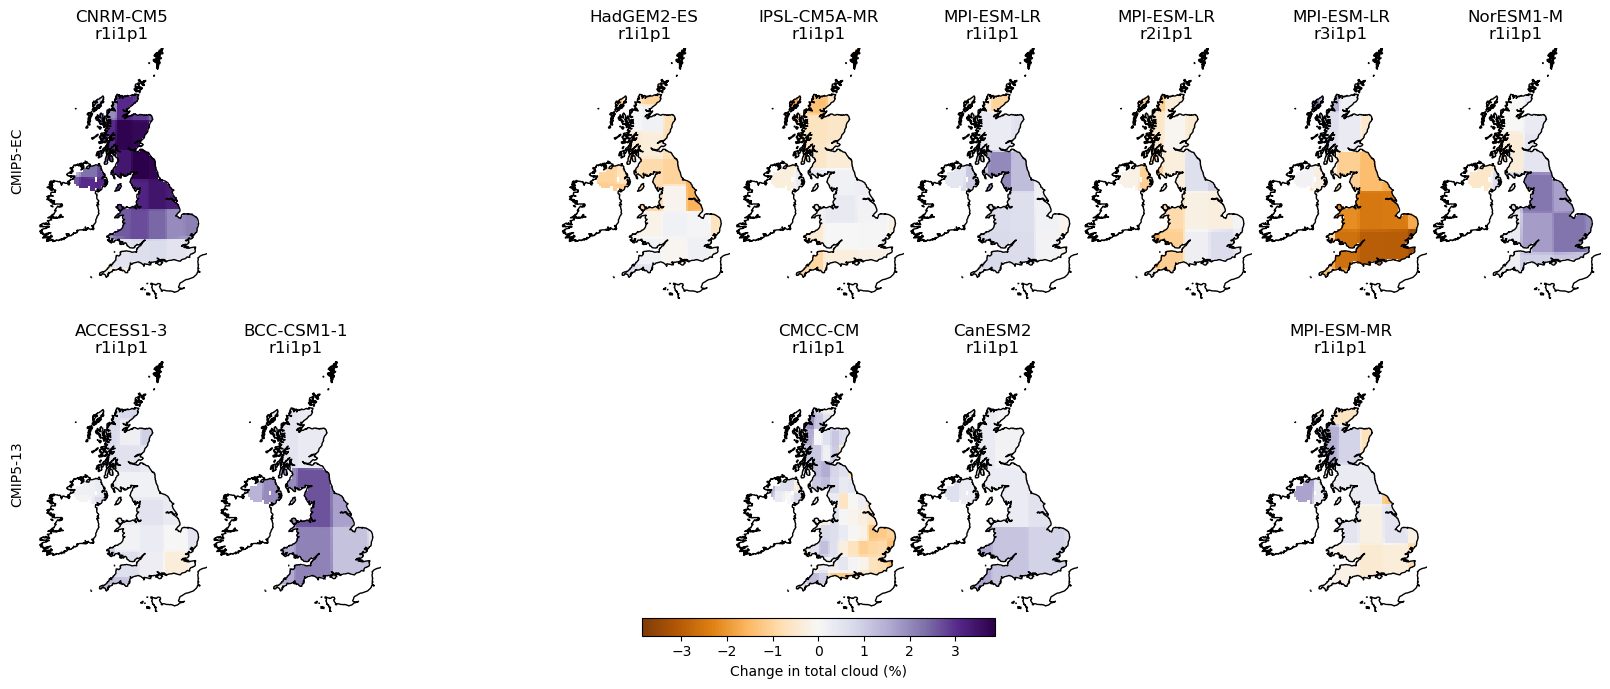 CNRM-CM5
r1i1p1
HadGEM2-ES
r1i1p1
IPSL-CM5A-MR
r1i1p1
MPI-ESM-LR
r1i1p1
MPI-ESM-LR
r2i1p1
MPI-ESM-LR
r3i1p1
NorESM1-M
r1i1p1
CMIP5-EC
ACCESS1-3
r1i1p1
BCC-CSM1-1
r1i1p1
CMCC-CM
r1i1p1
CanESM2
r1i1p1
MPI-ESM-MR
r1i1p1
CMIP5-13
−3 −2 −1 0 1 2 3
Change in total cloud (%)